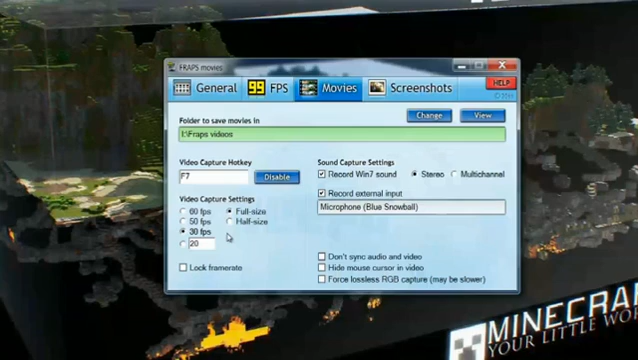 FRAPS movies
General
99 FPS
Movies
Screenshots
HELP
Folder to save movies in
Change
View
I:\Fraps videos
Video Capture Hotkey
F7
Disable
Sound Capture Settings
Record Win7 sound
Stereo
Multichannel
Record external input
Microphone (Blue Snowball)
Video Capture Settings
60 fps
Full-size
50 fps
Half-size
30 fps
20
Lock framerate
Don't sync audio and video
Hide mouse cursor in video
Force lossless RGB capture (may be slower)
MINECRA
YOUR LITTLE WO